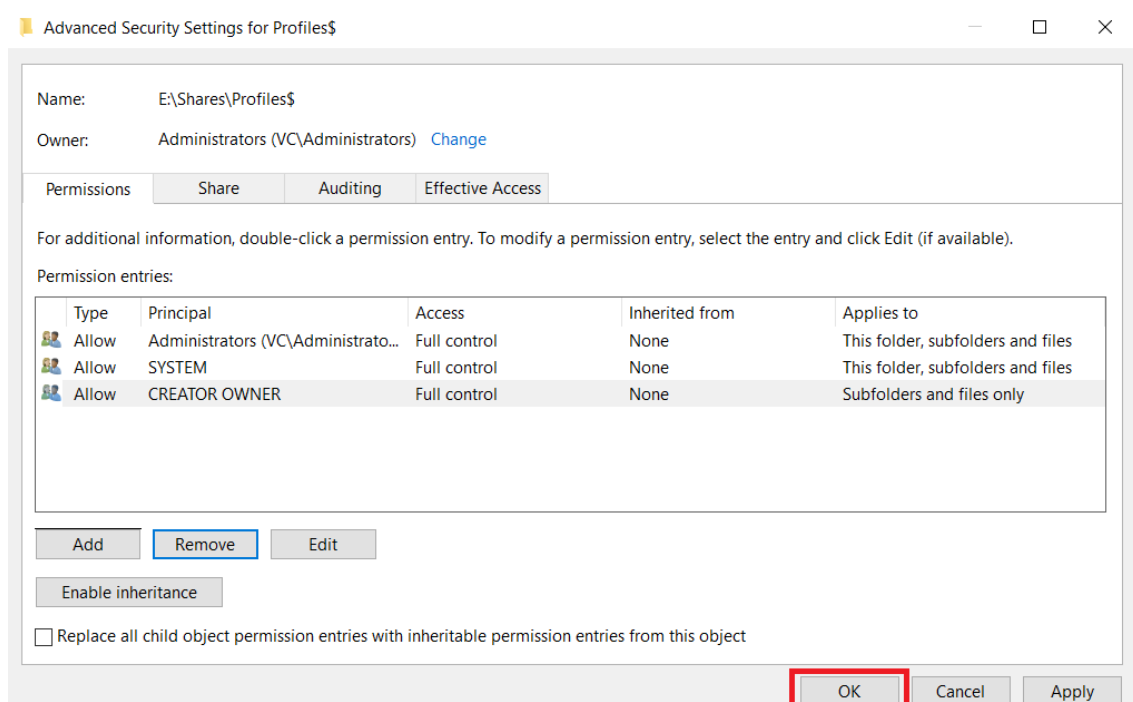 Advanced Security Settings for Profiles$
Name: E:\Shares\Profiles$
Owner: Administrators (VC\Administrators) Change
Permissions Share Auditing Effective Access
For additional information, double-click a permission entry. To modify a permission entry, select the entry and click Edit (if available).
Permission entries:
Type Principal Access Inherited from Applies to
Allow Administrators (VC\Administrato... Full control None This folder, subfolders and files
Allow SYSTEM Full control None This folder, subfolders and files
Allow CREATOR OWNER Full control None Subfolders and files only
Add Remove Edit
Enable inheritance
Replace all child object permission entries with inheritable permission entries from this object
OK Cancel Apply